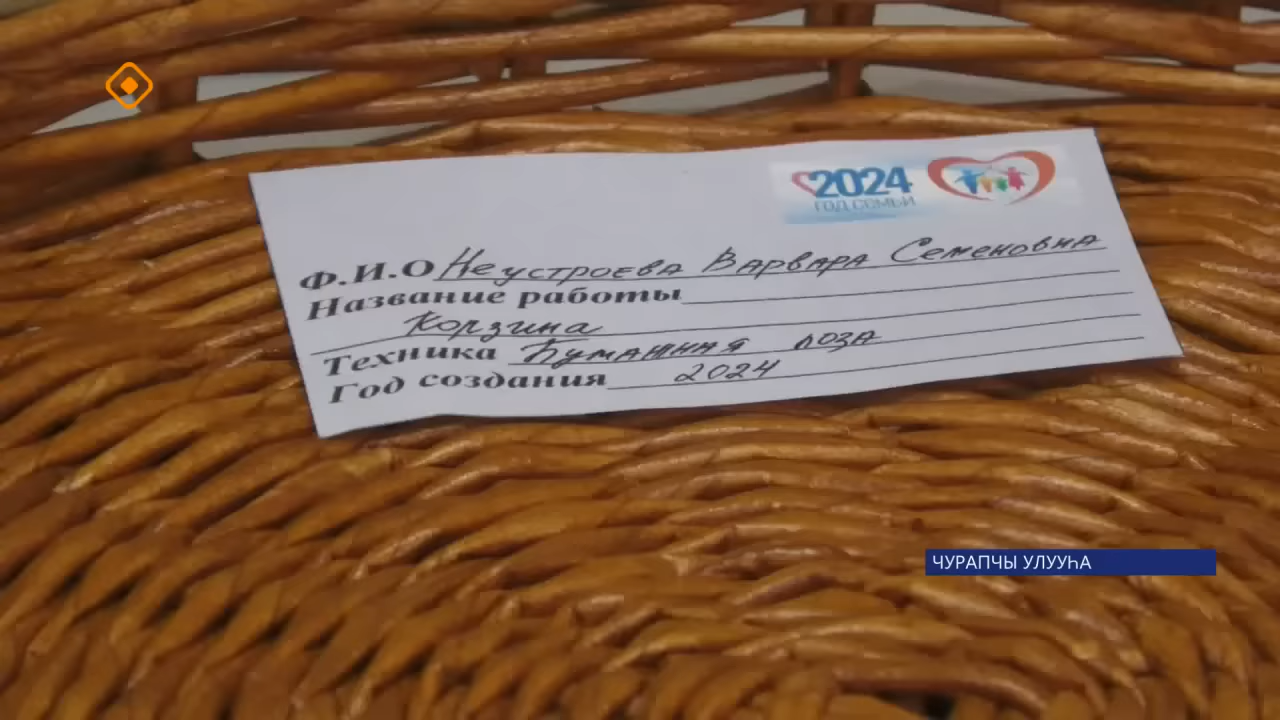 2024
ГОД СЕМЬИ
Ф.И.О Неустроева Варвара Семеновна
Название работы
Корзина
Техника Бумажная лоза
Год создания 2024
ЧУРАПЧЫ УЛУУҺА